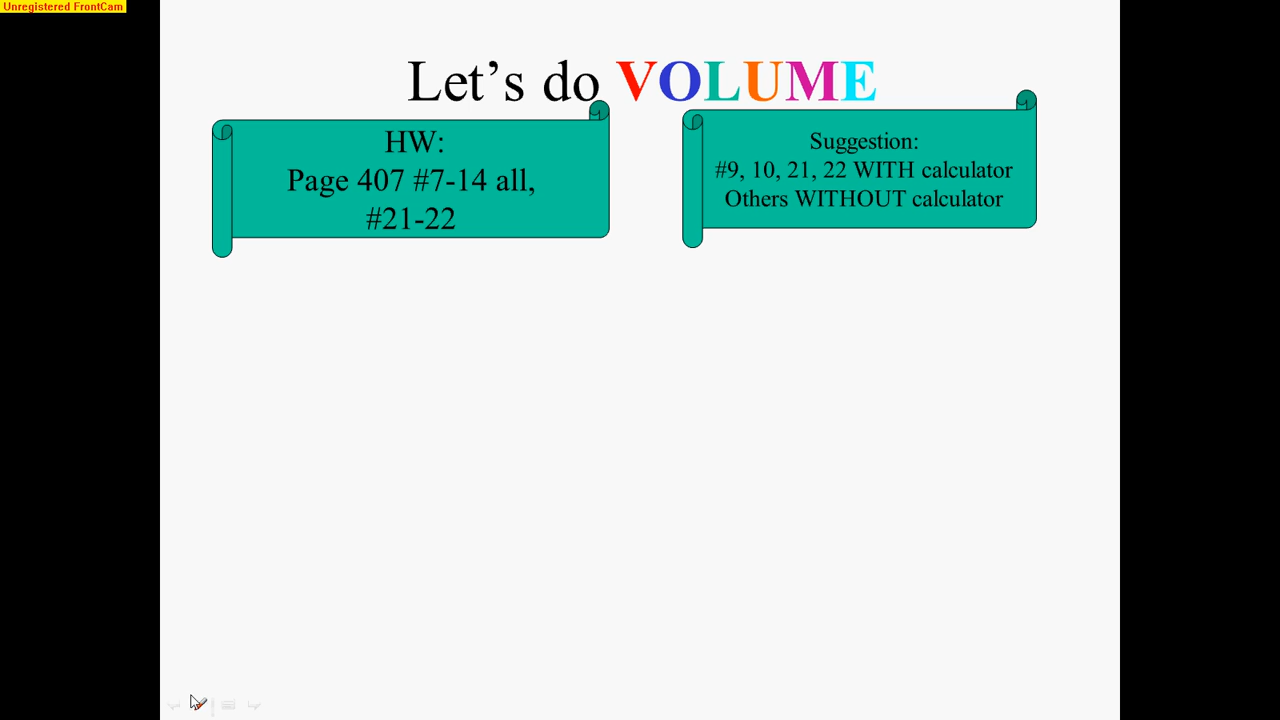 Unregistered FrontCam
Let's do VOLUME
HW:
Page 407 #7-14 all,
#21-22
Suggestion:
#9, 10, 21, 22 WITH calculator
Others WITHOUT calculator